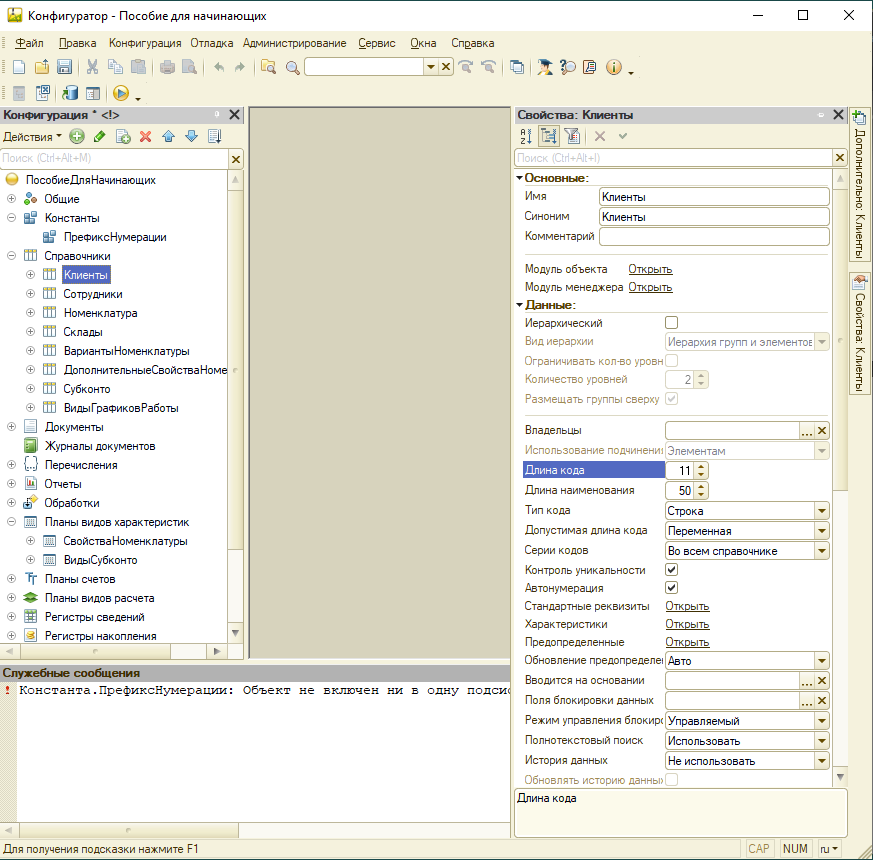 Конфигуратор - Пособие для начинающих
Файл Правка Конфигурация Отладка Администрирование Сервис Окна Справка
Конфигурация * <!>
Действия
Поиск (Ctrl+Alt+M)
ПособиеДляНачинающих
Общие
Константы
ПрефиксНумерации
Справочники
Клиенты
Сотрудники
Номенклатура
Склады
ВариантыНоменклатуры
ДополнительныеСвойстваНоме
Субконто
ВидыГрафиковРаботы
Документы
Журналы документов
Перечисления
Отчеты
Обработки
Планы видов характеристик
СвойстваНоменклатуры
ВидыСубконто
Планы счетов
Планы видов расчета
Регистры сведений
Регистры накопления
Свойства: Клиенты
Поиск (Ctrl+Alt+I)
Основные:
Имя Клиенты
Синоним Клиенты
Комментарий
Модуль объекта Открыть
Модуль менеджера Открыть
Данные:
Иерархический
Вид иерархии Иерархия групп и элементов
Ограничивать кол-во уровн
Количество уровней 2
Размещать группы сверху
Владельцы ...
Использование подчинени Элементам
Длина кода 11
Длина наименования 50
Тип кода Строка
Допустимая длина кода Переменная
Серии кодов Во всем справочнике
Контроль уникальности
Автонумерация
Стандартные реквизиты Открыть
Характеристики Открыть
Предопределенные Открыть
Обновление предопределен Авто
Вводится на основании ...
Поля блокировки данных ...
Режим управления блокиро Управляемый
Полнотекстовый поиск Использовать
История данных Не использовать
Обновлять историю данных
Длина кода
Дополнительно: Клиенты
Свойства: Клиенты
Служебные сообщения
Константа.ПрефиксНумерации: Объект не включен ни в одну подсис
Для получения подсказки нажмите F1
CAP NUM ru